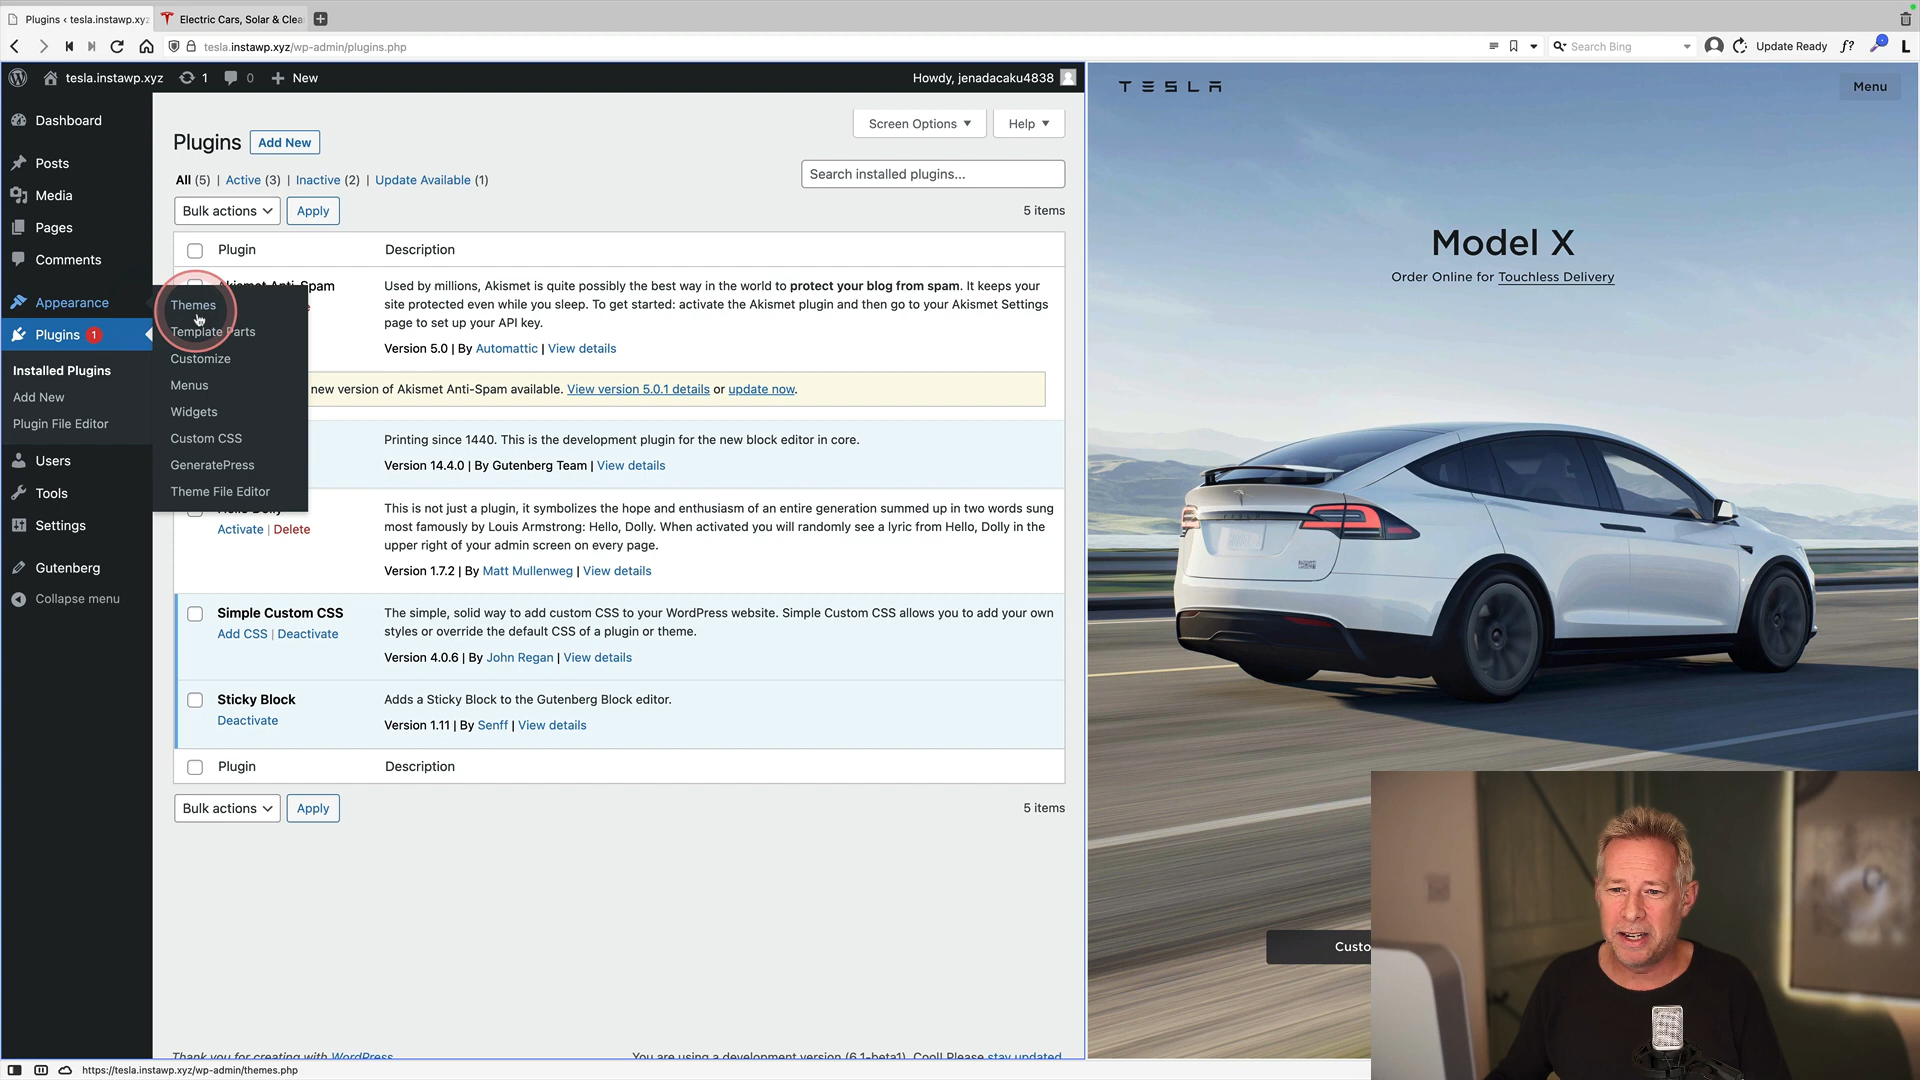 Plugins ‹ tesla.instawp.xyz
Electric Cars, Solar & Clea
tesla.instawp.xyz/wp-admin/plugins.php
Search Bing
Update Ready
f?
L
tesla.instawp.xyz
1
0
New
Howdy, jenadacaku4838
TESLA
Menu
Dashboard
Posts
Media
Pages
Comments
Appearance
Plugins 1
Installed Plugins
Add New
Plugin File Editor
Users
Tools
Settings
Gutenberg
Collapse menu
Themes
Template Parts
Customize
Menus
Widgets
Custom CSS
GeneratePress
Theme File Editor
Screen Options
Help
Plugins
Add New
All (5) | Active (3) | Inactive (2) | Update Available (1)
Search installed plugins...
Bulk actions
Apply
5 items
Plugin
Description
Akismet Anti-Spam
Used by millions, Akismet is quite possibly the best way in the world to protect your blog from spam. It keeps your
site protected even while you sleep. To get started: activate the Akismet plugin and then go to your Akismet Settings
page to set up your API key.
Version 5.0 | By Automattic | View details
new version of Akismet Anti-Spam available. View version 5.0.1 details or update now.
Printing since 1440. This is the development plugin for the new block editor in core.
Version 14.4.0 | By Gutenberg Team | View details
Hello Dolly
Activate | Delete
This is not just a plugin, it symbolizes the hope and enthusiasm of an entire generation summed up in two words sung
most famously by Louis Armstrong: Hello, Dolly. When activated you will randomly see a lyric from Hello, Dolly in the
upper right of your admin screen on every page.
Version 1.7.2 | By Matt Mullenweg | View details
Simple Custom CSS
Add CSS | Deactivate
The simple, solid way to add custom CSS to your WordPress website. Simple Custom CSS allows you to add your own
styles or override the default CSS of a plugin or theme.
Version 4.0.6 | By John Regan | View details
Sticky Block
Deactivate
Adds a Sticky Block to the Gutenberg Block editor.
Version 1.11 | By Senff | View details
Plugin
Description
Bulk actions
Apply
5 items
Thank you for creating with WordPress
You are using a development version (6.1-beta1). Cool! Please stay updated
https://tesla.instawp.xyz/wp-admin/themes.php
Model X
Order Online for Touchless Delivery
Custo